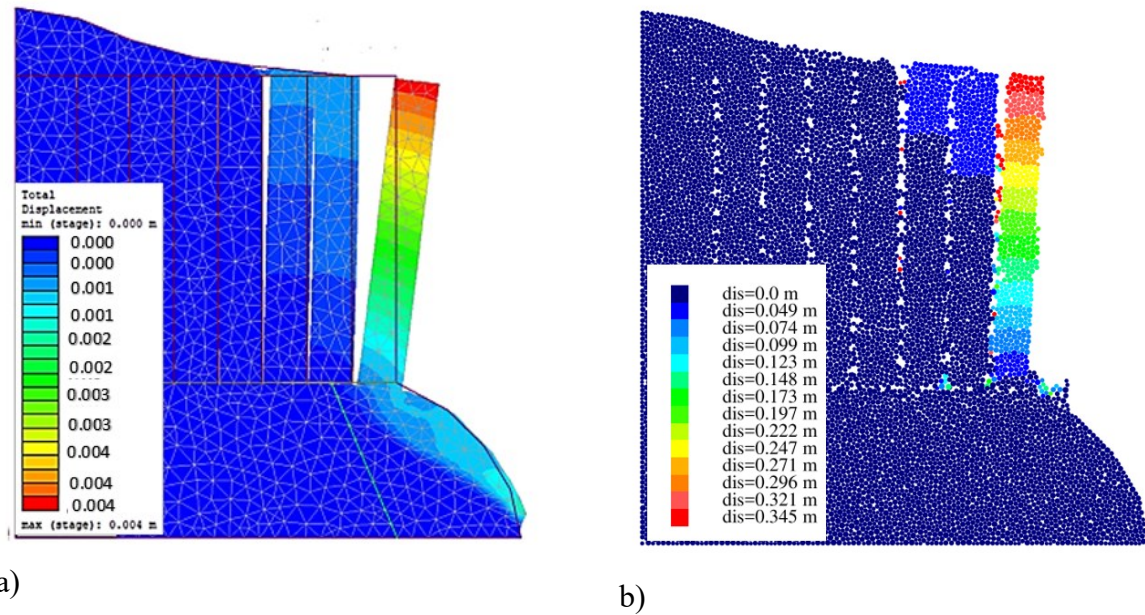 Total
Displacement
min (stage): 0.000 m
0.000
0.000
0.001
0.001
0.002
0.002
0.003
0.003
0.004
0.004
0.004
max (stage): 0.004 m
a)
dis=0.0 m
dis=0.049 m
dis=0.074 m
dis=0.099 m
dis=0.123 m
dis=0.148 m
dis=0.173 m
dis=0.197 m
dis=0.222 m
dis=0.247 m
dis=0.271 m
dis=0.296 m
dis=0.321 m
dis=0.345 m
b)